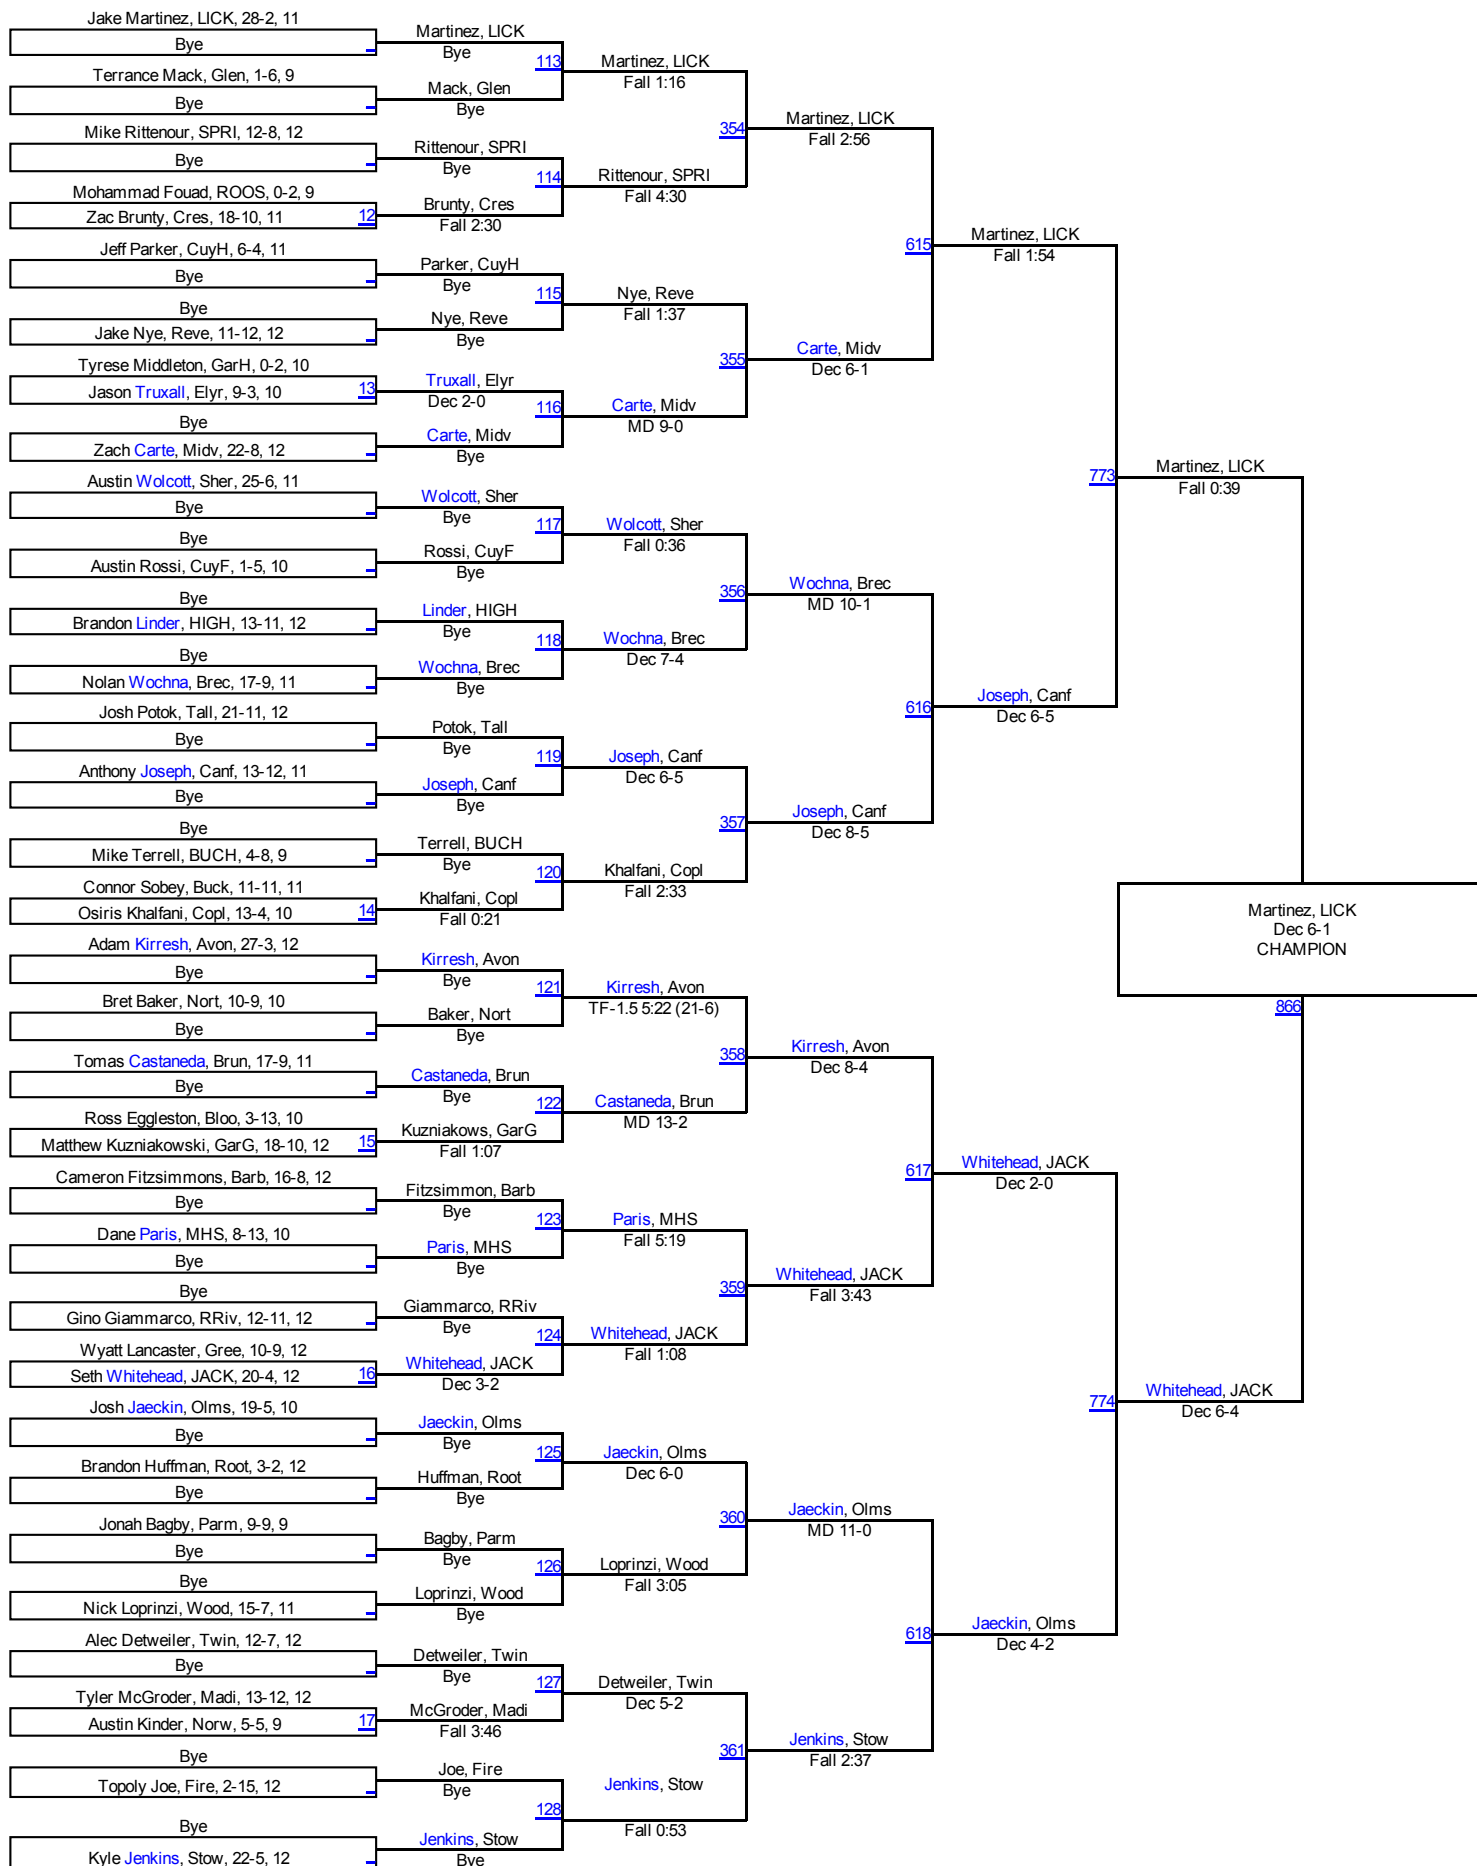 Jake Martinez, LICK, 28-2, 11
Bye
Terrance Mack, Glen, 1-6, 9
Bye
Mike Rittenour, SPRI, 12-8, 12
Bye
Mohammad Fouad, ROOS, 0-2, 9
Zac Brunty, Cres, 18-10, 11 12
Jeff Parker, CuyH, 6-4, 11
Bye
Bye
Jake Nye, Reve, 11-12, 12
Tyrese Middleton, GarH, 0-2, 10
Jason Truxall, Elyr, 9-3, 10 13
Bye
Zach Carte, Midv, 22-8, 12
Austin Wolcott, Sher, 25-6, 11
Bye
Bye
Austin Rossi, CuyF, 1-5, 10
Bye
Brandon Linder, HIGH, 13-11, 12
Bye
Nolan Wochna, Brec, 17-9, 11
Josh Potok, Tall, 21-11, 12
Bye
Anthony Joseph, Canf, 13-12, 11
Bye
Bye
Mike Terrell, BUCH, 4-8, 9
Connor Sobey, Buck, 11-11, 11
Osiris Khalfani, Copl, 13-4, 10 14
Adam Kirresh, Avon, 27-3, 12
Bye
Bret Baker, Nort, 10-9, 10
Bye
Tomas Castaneda, Brun, 17-9, 11
Bye
Ross Eggleston, Bloo, 3-13, 10
Matthew Kuzniakowski, GarG, 18-10, 12 15
Cameron Fitzsimmons, Barb, 16-8, 12
Bye
Dane Paris, MHS, 8-13, 10
Bye
Bye
Gino Giammarco, RRiv, 12-11, 12
Wyatt Lancaster, Gree, 10-9, 12
Seth Whitehead, JACK, 20-4, 12 16
Josh Jaeckin, Olms, 19-5, 10
Bye
Brandon Huffman, Root, 3-2, 12
Bye
Jonah Bagby, Parm, 9-9, 9
Bye
Bye
Nick Loprinzi, Wood, 15-7, 11
Alec Detweiler, Twin, 12-7, 12
Bye
Tyler McGroder, Madi, 13-12, 12
Austin Kinder, Norw, 5-5, 9 17
Bye
Topoly Joe, Fire, 2-15, 12
Bye
Kyle Jenkins, Stow, 22-5, 12
Martinez, LICK
Bye
113
Mack, Glen
Bye
Rittenour, SPRI
Bye
114
Brunty, Cres
Fall 2:30
Parker, CuyH
Bye
115
Nye, Reve
Bye
Truxall, Elyr
Dec 2-0
116
Carte, Midv
Bye
Wolcott, Sher
Bye
117
Rossi, CuyF
Bye
Linder, HIGH
Bye
118
Wochna, Brec
Bye
Potok, Tall
Bye
119
Joseph, Canf
Bye
Terrell, BUCH
Bye
120
Khalfani, Copl
Fall 0:21
Kirresh, Avon
Bye
121
Baker, Nort
Bye
Castaneda, Brun
Bye
122
Kuzniakows, GarG
Fall 1:07
Fitzsimmon, Barb
Bye
123
Paris, MHS
Bye
Giammarco, RRiv
Bye
124
Whitehead, JACK
Dec 3-2
Jaeckin, Olms
Bye
125
Huffman, Root
Bye
Bagby, Parm
Bye
126
Loprinzi, Wood
Bye
Detweiler, Twin
Bye
127
McGroder, Madi
Fall 3:46
Joe, Fire
Bye
128
Jenkins, Stow
Bye
Martinez, LICK
Fall 1:16
354
Rittenour, SPRI
Fall 4:30
Nye, Reve
Fall 1:37
355
Carte, Midv
MD 9-0
Wolcott, Sher
Fall 0:36
356
Wochna, Brec
Dec 7-4
Joseph, Canf
Dec 6-5
357
Khalfani, Copl
Fall 2:33
Kirresh, Avon
TF-1.5 5:22 (21-6)
358
Castaneda, Brun
MD 13-2
Paris, MHS
Fall 5:19
359
Whitehead, JACK
Fall 1:08
Jaeckin, Olms
Dec 6-0
360
Loprinzi, Wood
Fall 3:05
Detweiler, Twin
Dec 5-2
361
Jenkins, Stow
Fall 0:53
Martinez, LICK
Fall 2:56
615
Carte, Midv
Dec 6-1
Wochna, Brec
MD 10-1
616
Joseph, Canf
Dec 8-5
Kirresh, Avon
Dec 8-4
617
Whitehead, JACK
Fall 3:43
Jaeckin, Olms
MD 11-0
618
Jenkins, Stow
Fall 2:37
Martinez, LICK
Fall 1:54
773
Joseph, Canf
Dec 6-5
Whitehead, JACK
Dec 2-0
774
Jaeckin, Olms
Dec 4-2
Martinez, LICK
Fall 0:39
Martinez, LICK
Dec 6-1
CHAMPION
866
Whitehead, JACK
Dec 6-4